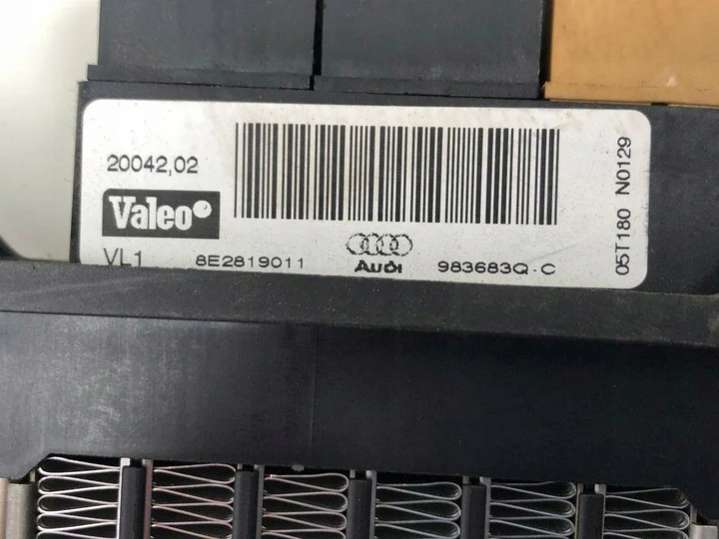 20042,02
Valeo
VL1 8E2819011 Audi 983683Q-C
05T180 N0129